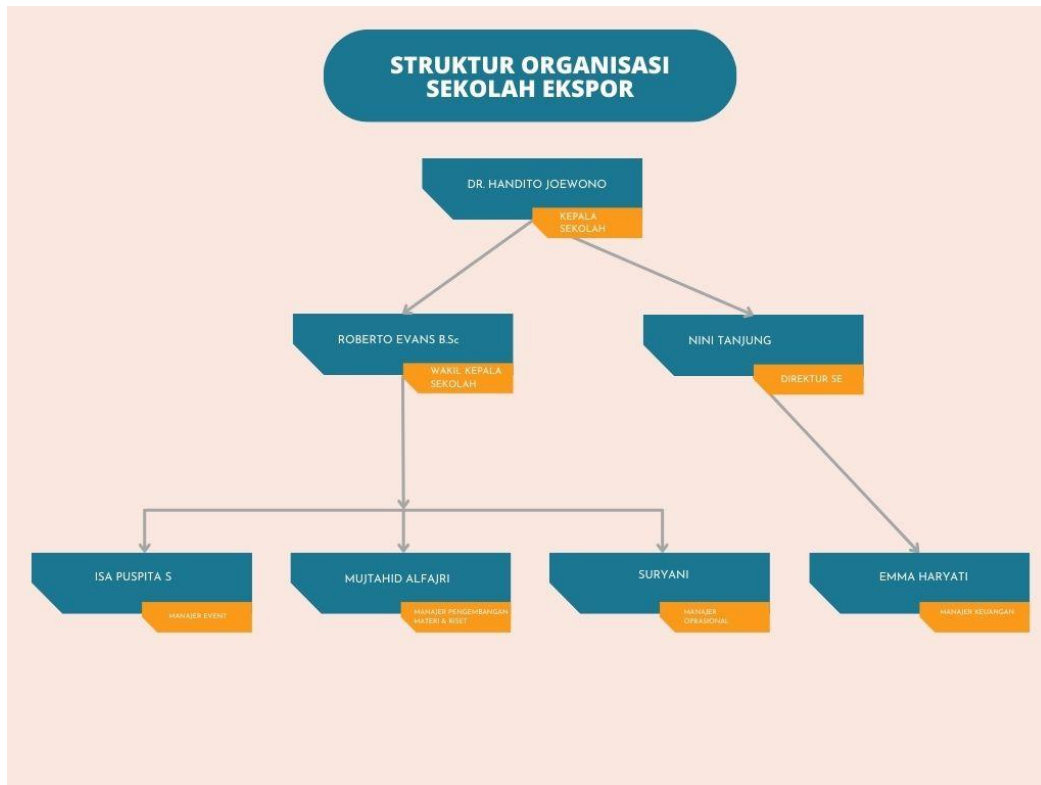 STRUKTUR ORGANISASI
SEKOLAH EKSPOR
DR. HANDITO JOEWONO
KEPALA
SEKOLAH
ROBERTO EVANS B.Sc
WAKIL KEPALA
SEKOLAH
NINI TANJUNG
DIREKTUR SE
ISA PUSPITA S
MANAJER EVENT
MUJTAHID ALFAJRI
MANAJER PENGEMBANGAN
MATERI & RISET
SURYANI
MANAJER
OPRASIONAL
EMMA HARYATI
MANAJER KEUANGAN